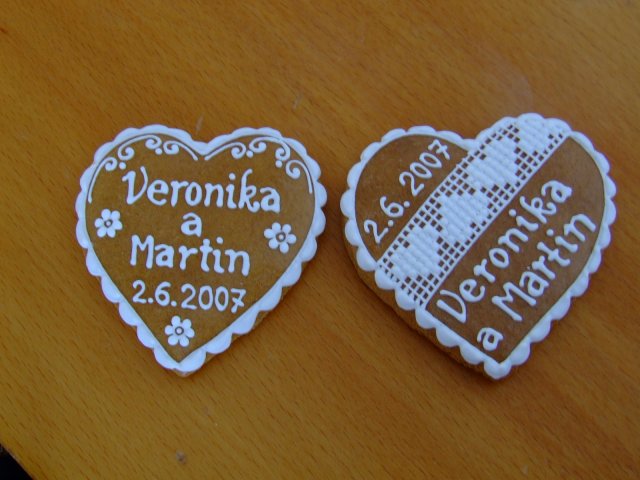 Veronika
a
Martin
2.6.2007
2.6.2007
Veronika
a Martin